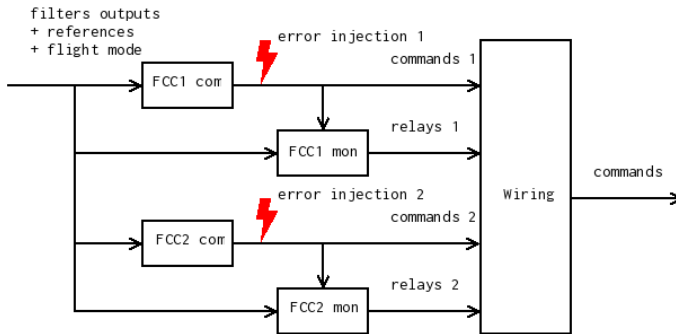 filters outputs
+ references
+ flight mode
error injection 1
commands 1
FCC1 com
relays 1
FCC1 mon
commands
error injection 2
Wiring
commands 2
FCC2 com
relays 2
FCC2 mon